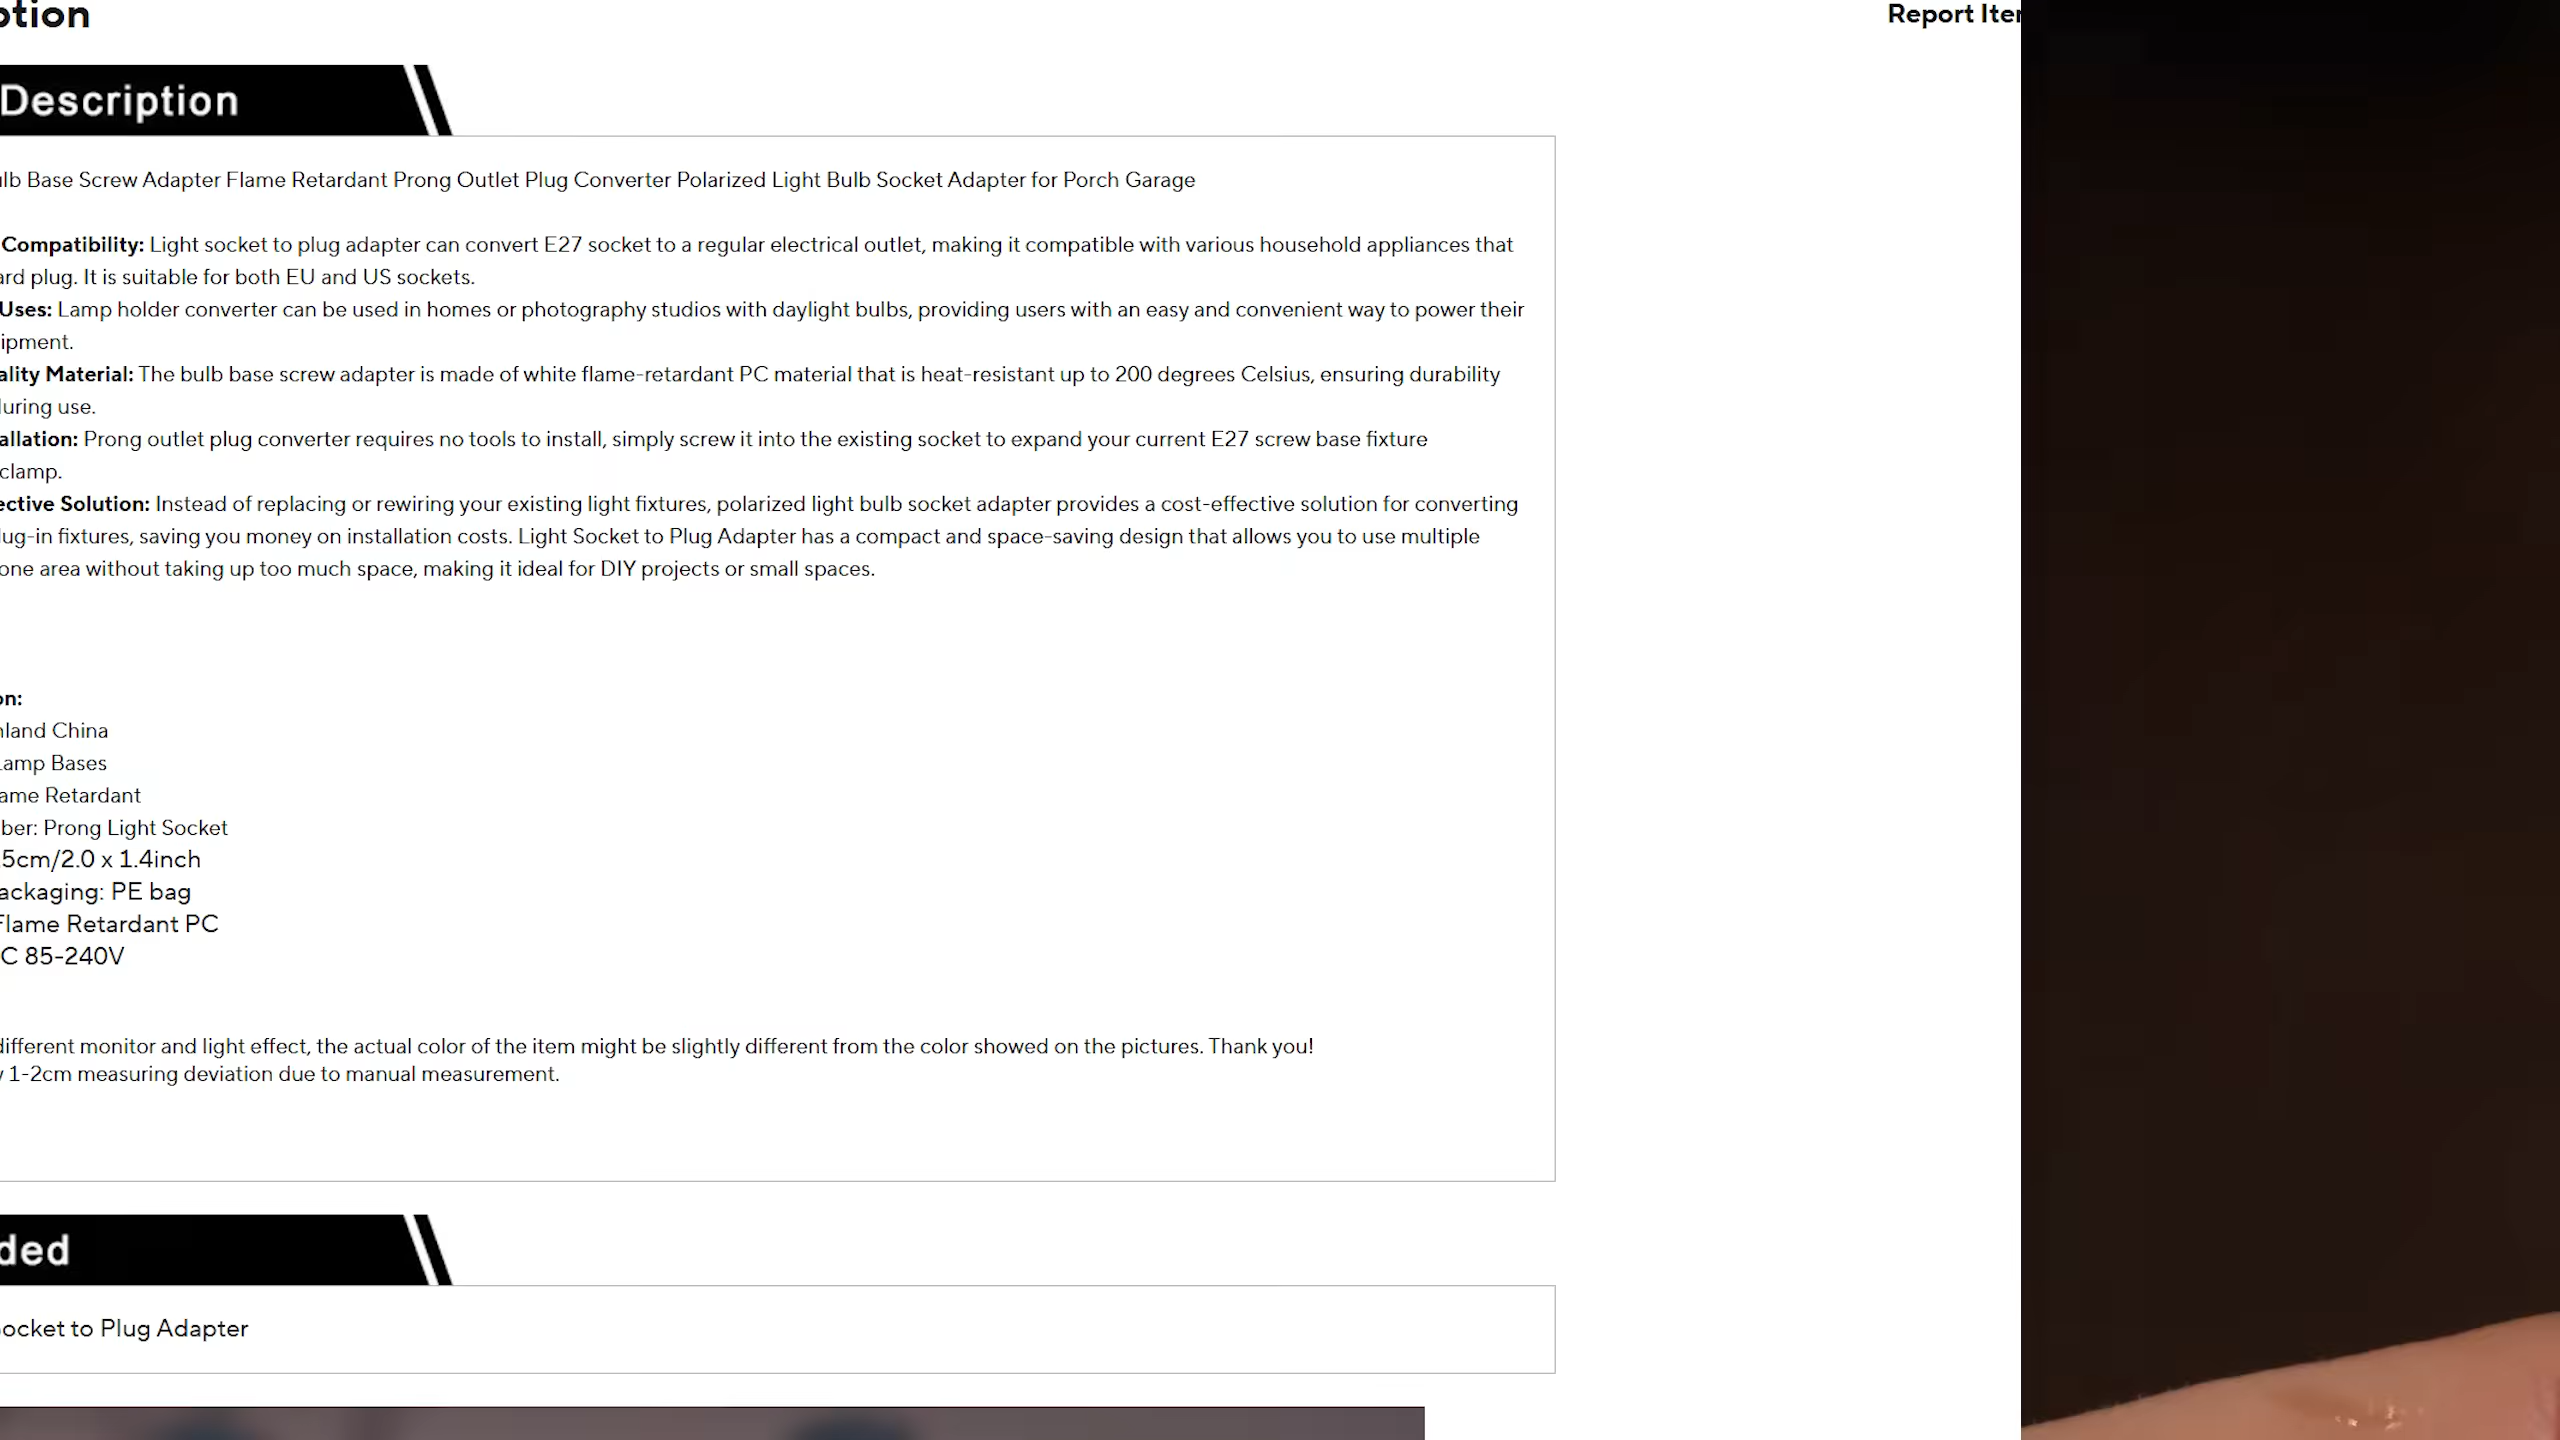 ption
Report Iter
Description
lb Base Screw Adapter Flame Retardant Prong Outlet Plug Converter Polarized Light Bulb Socket Adapter for Porch Garage
Compatibility: Light socket to plug adapter can convert E27 socket to a regular electrical outlet, making it compatible with various household appliances that
ard plug. It is suitable for both EU and US sockets.
Uses: Lamp holder converter can be used in homes or photography studios with daylight bulbs, providing users with an easy and convenient way to power their
ipment.
ality Material: The bulb base screw adapter is made of white flame-retardant PC material that is heat-resistant up to 200 degrees Celsius, ensuring durability
during use.
allation: Prong outlet plug converter requires no tools to install, simply screw it into the existing socket to expand your current E27 screw base fixture
clamp.
ective Solution: Instead of replacing or rewiring your existing light fixtures, polarized light bulb socket adapter provides a cost-effective solution for converting
lug-in fixtures, saving you money on installation costs. Light Socket to Plug Adapter has a compact and space-saving design that allows you to use multiple
one area without taking up too much space, making it ideal for DIY projects or small spaces.
on:
nland China
Lamp Bases
ame Retardant
ber: Prong Light Socket
.5cm/2.0 x 1.4inch
ackaging: PE bag
Flame Retardant PC
C 85-240V
different monitor and light effect, the actual color of the item might be slightly different from the color showed on the pictures. Thank you!
w 1-2cm measuring deviation due to manual measurement.
ded
ocket to Plug Adapter